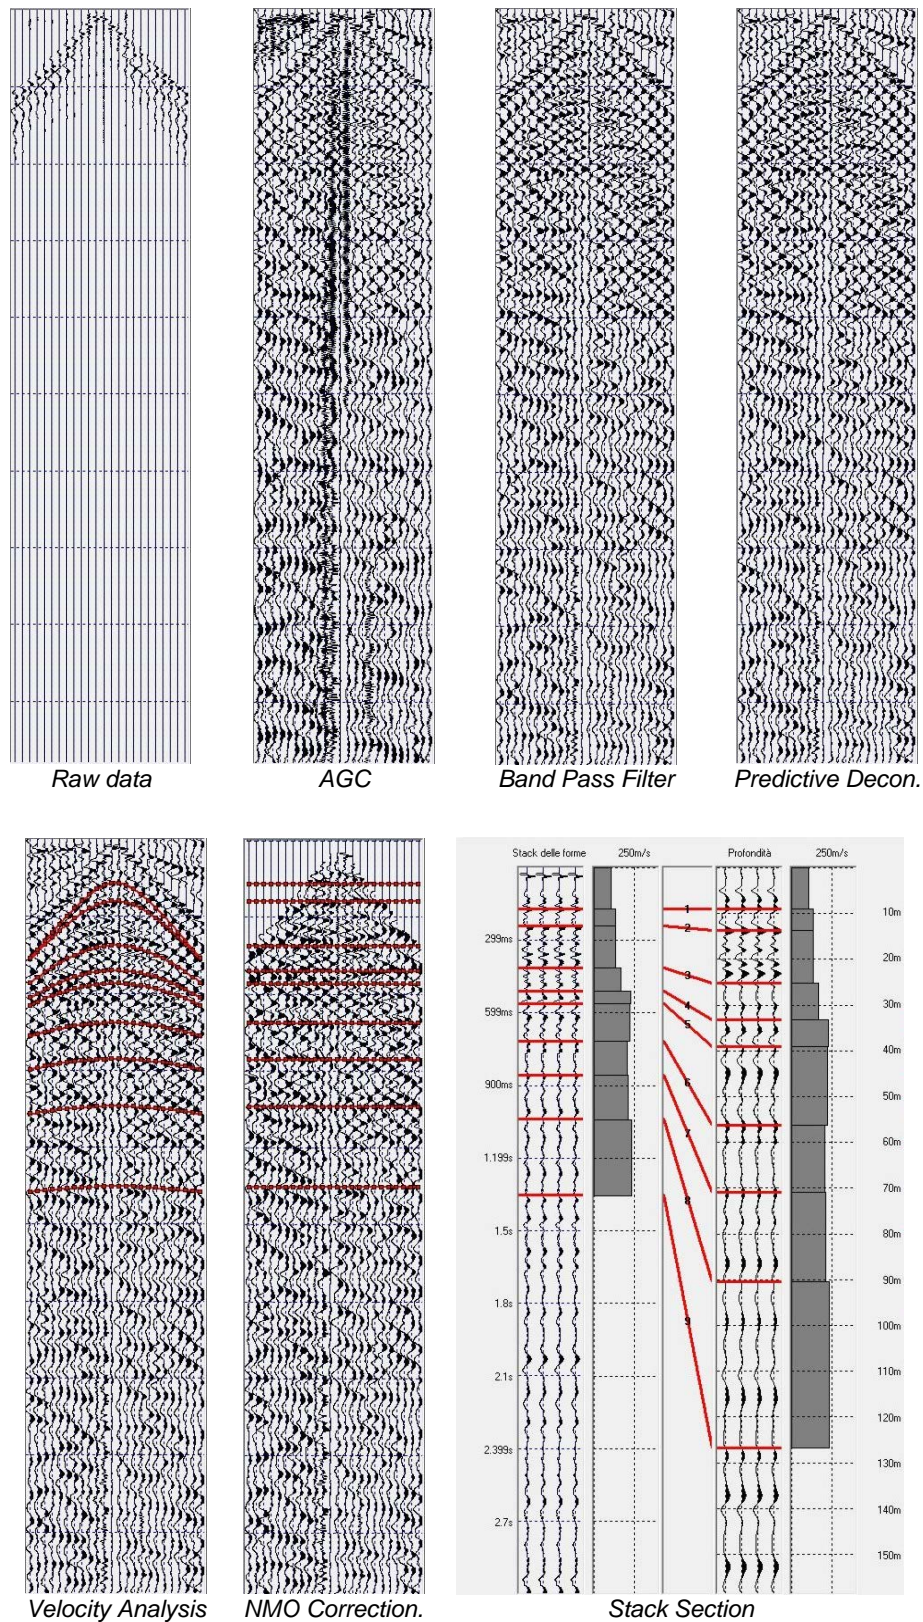 Raw data
AGC
Band Pass Filter
Predictive Decon.
Stack delle forme
250m/s
Profondità
250m/s
1
2
3
4
5
6
7
8
9
299ms
599ms
900ms
1.199s
1.5s
1.8s
2.1s
2.399s
2.7s
10m
20m
30m
40m
50m
60m
70m
80m
90m
100m
110m
120m
130m
140m
150m
Velocity Analysis
NMO Correction.
Stack Section